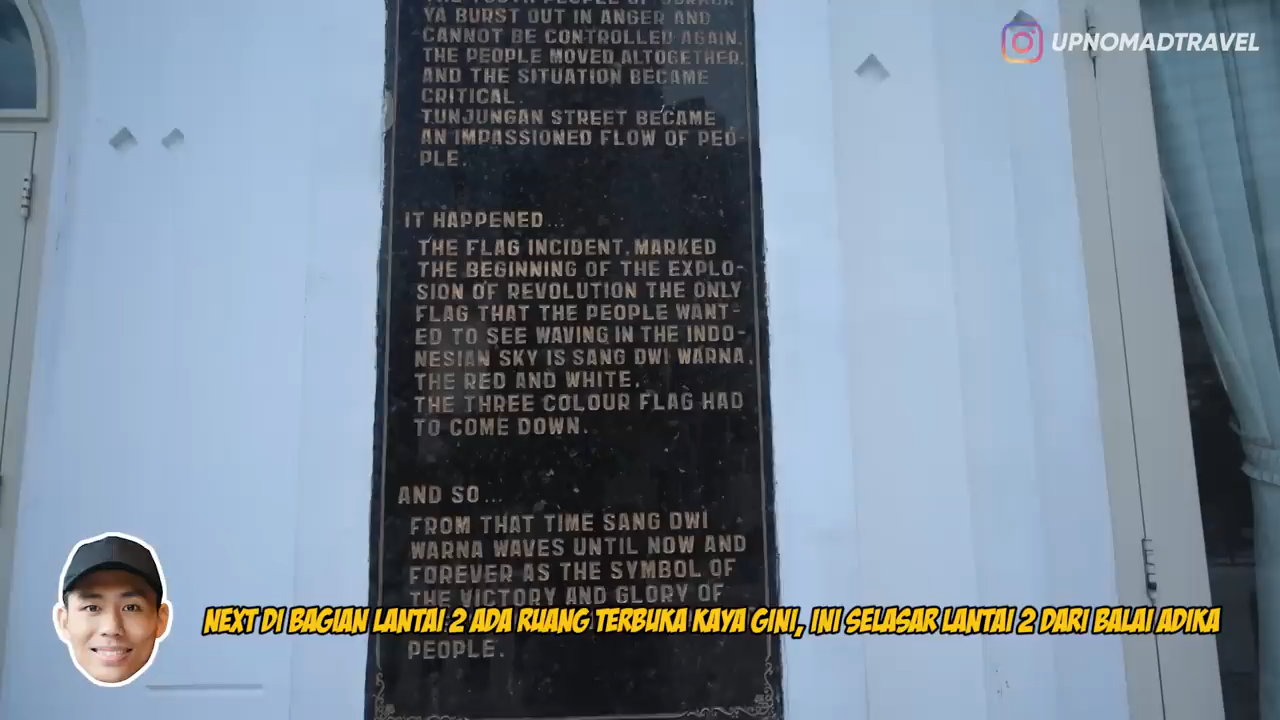 UPNOMADTRAVEL
YA BURST OUT IN ANGER AND
CANNOT BE CONTROLLED AGAIN.
THE PEOPLE MOVED ALTOGETHER,
AND THE SITUATION BECAME
CRITICAL.
TUNJUNGAN STREET BECAME
AN IMPASSIONED FLOW OF PEO-
PLE.
IT HAPPENED...
THE FLAG INCIDENT, MARKED
THE BEGINNING OF THE EXPLO-
SION OF REVOLUTION THE ONLY
FLAG THAT THE PEOPLE WANT-
ED TO SEE WAVING IN THE INDO-
NESIAN SKY IS SANG DWI WARNA,
THE RED AND WHITE.
THE THREE COLOUR FLAG HAD
TO COME DOWN.
AND SO...
FROM THAT TIME SANG DWI
WARNA WAVES UNTIL NOW AND
FOREVER AS THE SYMBOL OF
THE VICTORY AND GLORY OF
PEOPLE.
NEXT DI BAGIAN LANTAI 2 ADA RUANG TERBUKA KAYA GINI, INI SELASAR LANTAI 2 DARI BALAI ADIKA